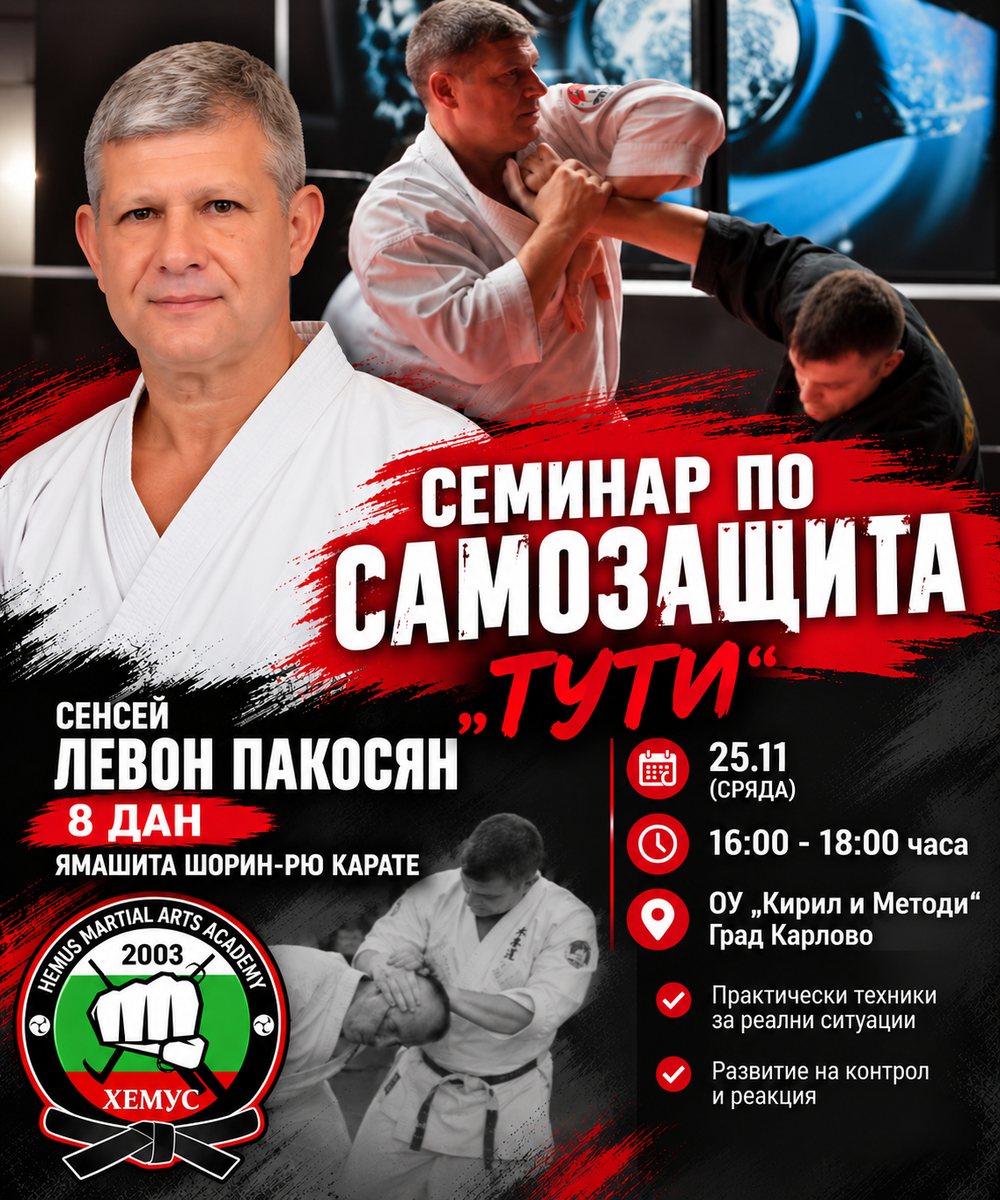 СЕМИНАР ПО
САМОЗАЩИТА
„ТУТИ“
СЕНСЕЙ
ЛЕВОН ПАКОСЯН
8 ДАН
ЯМАШИТА ШОРИН-РЮ КАРАТЕ
25.11
(СРЯДА)
16:00 - 18:00 часа
ОУ „Кирил и Методи“
Град Карлово
Практически техники
за реални ситуации
Развитие на контрол
и реакция
HEMUS MARTIAL ARTS ACADEMY
2003
ХЕМУС